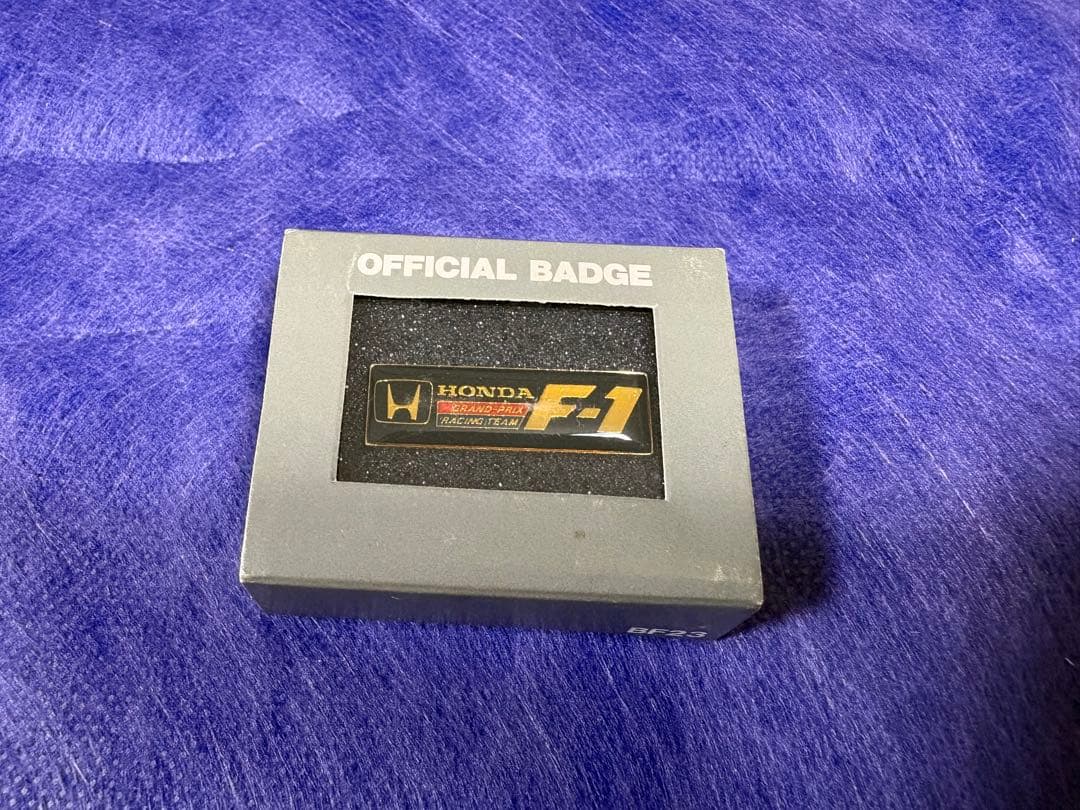 OFFICIAL BADGE
HONDA F-1
GRAND-PRIX
RACING TEAM
BF23